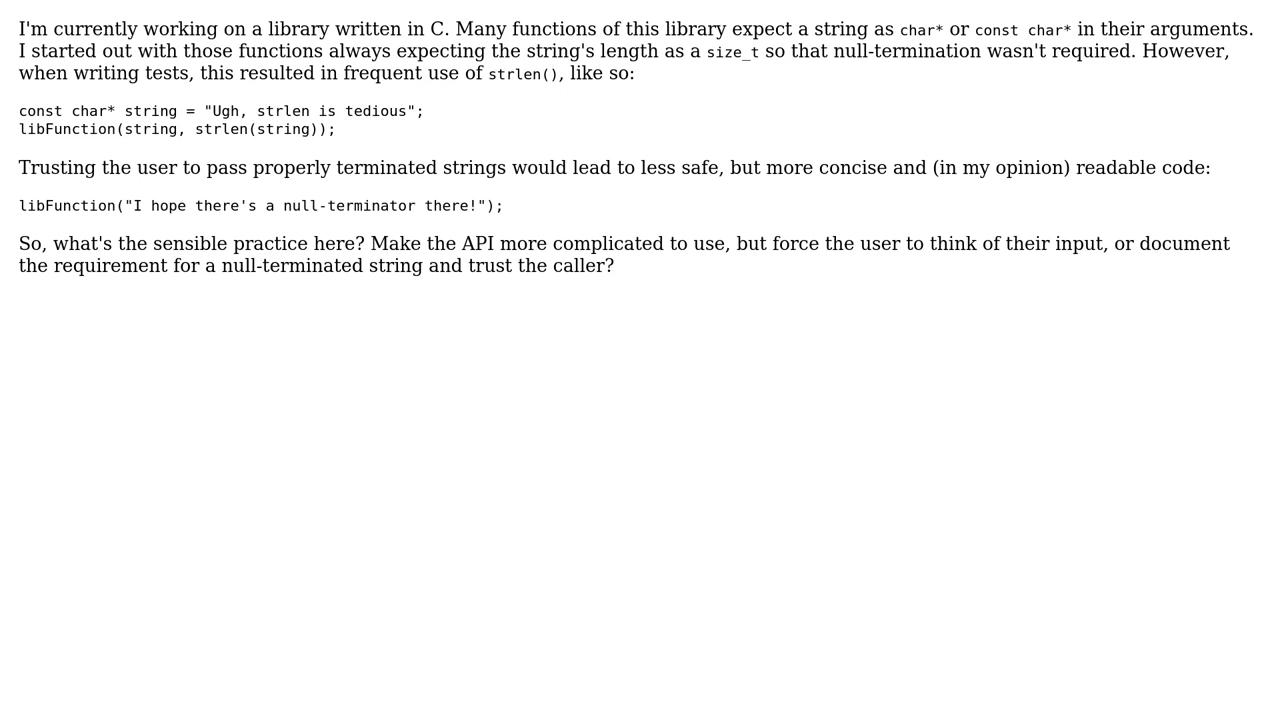 I'm currently working on a library written in C. Many functions of this library expect a string as char* or const char* in their arguments.
I started out with those functions always expecting the string's length as a size_t so that null-termination wasn't required. However,
when writing tests, this resulted in frequent use of strlen(), like so:
const char* string = "Ugh, strlen is tedious";
libFunction(string, strlen(string));
Trusting the user to pass properly terminated strings would lead to less safe, but more concise and (in my opinion) readable code:
libFunction("I hope there's a null-terminator there!");
So, what's the sensible practice here? Make the API more complicated to use, but force the user to think of their input, or document
the requirement for a null-terminated string and trust the caller?